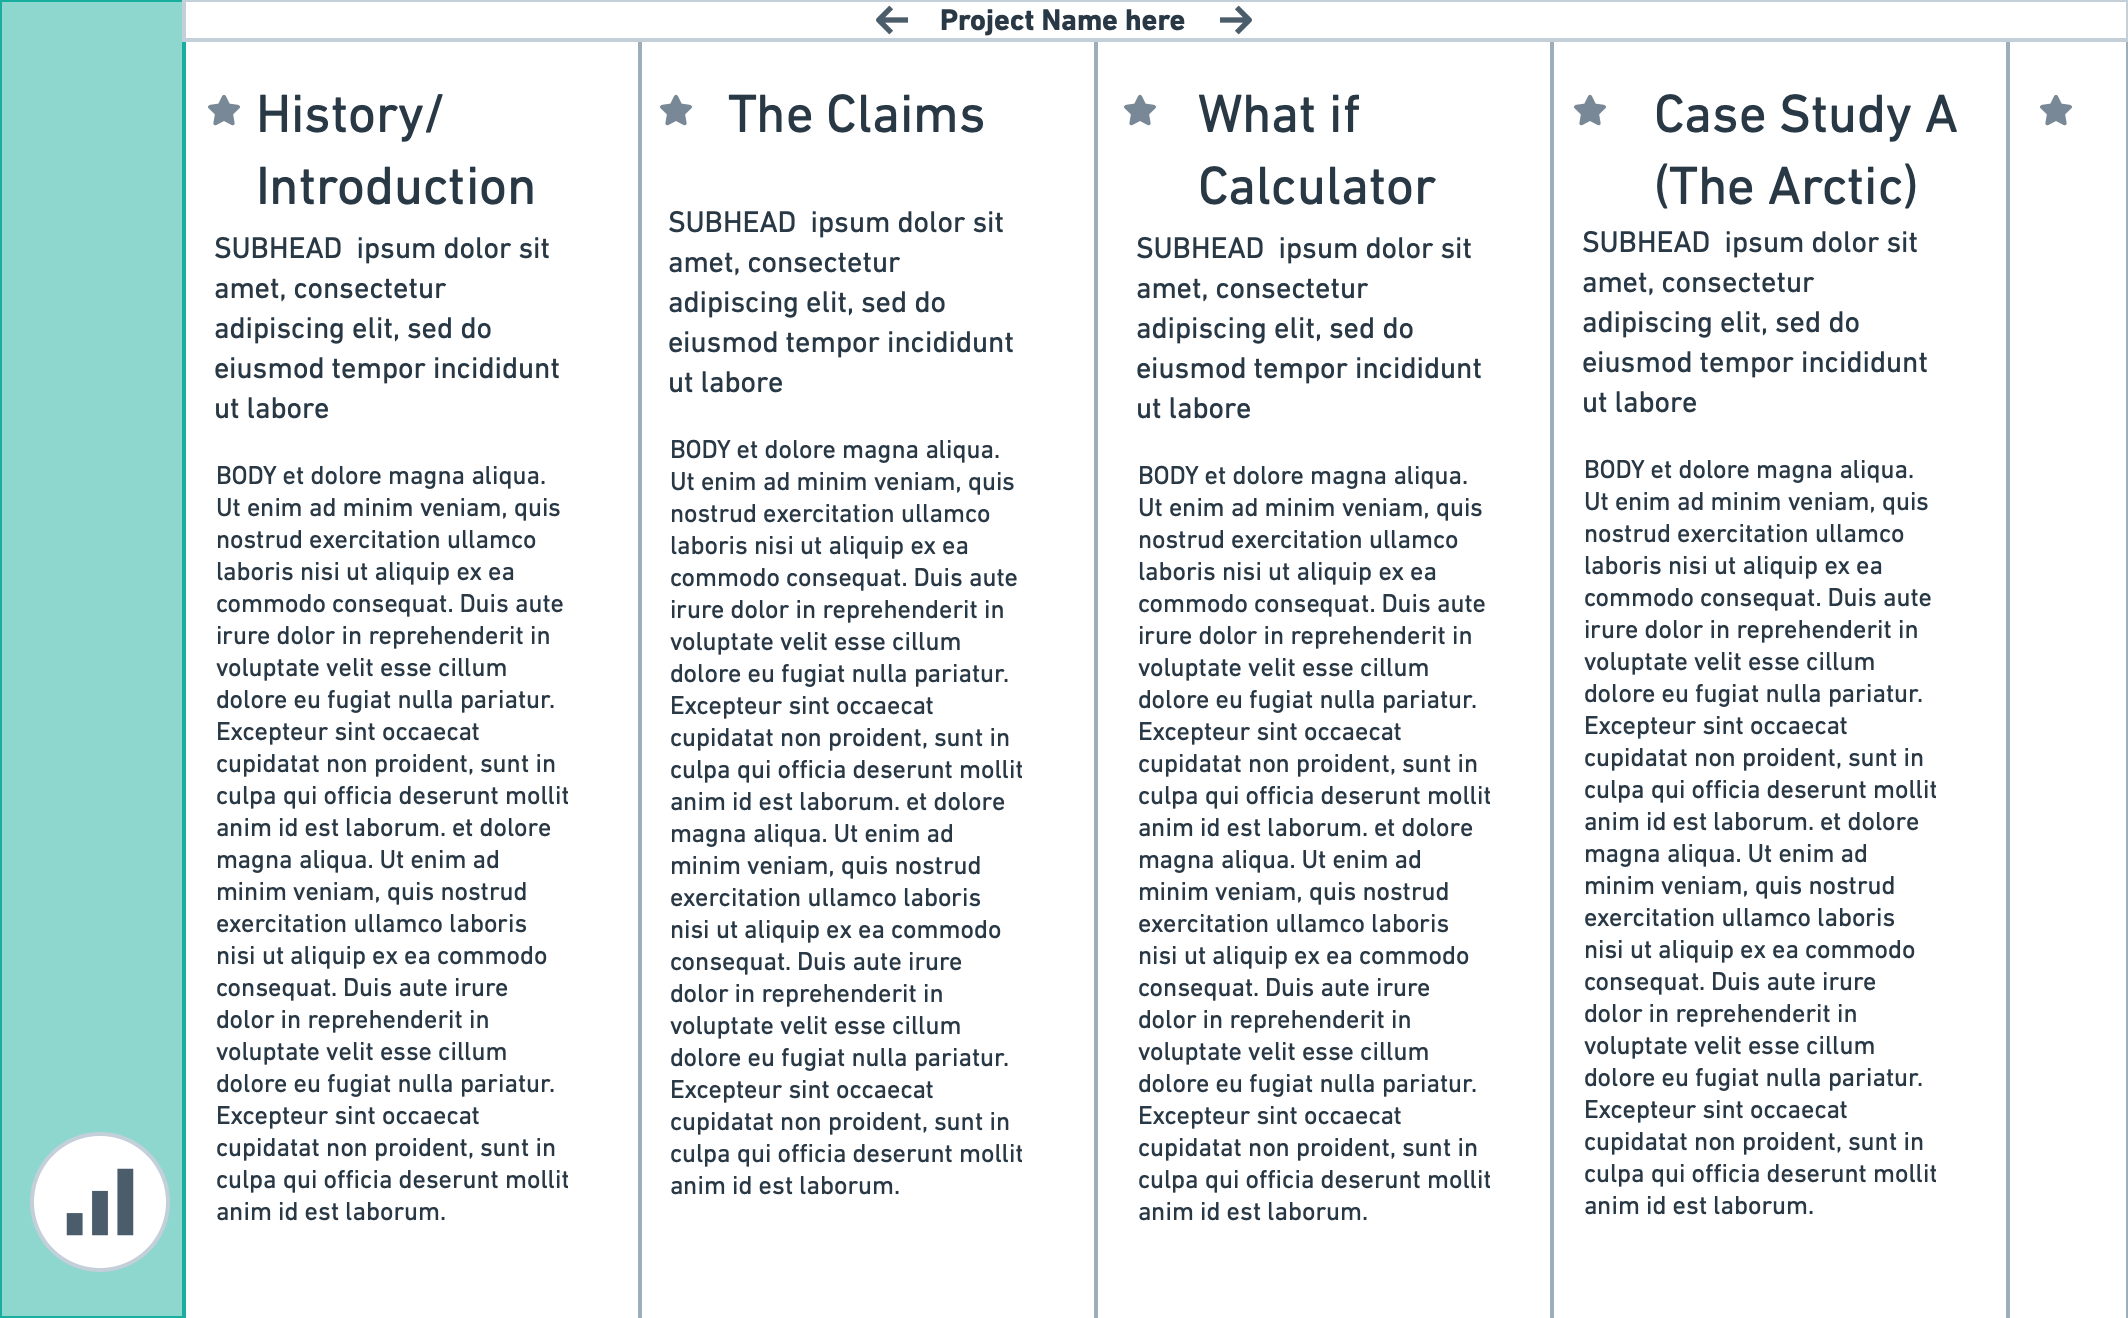 Project Name here
History/
Introduction
SUBHEAD  ipsum dolor sit
amet, consectetur
adipiscing elit, sed do
eiusmod tempor incididunt
ut labore
BODY et dolore magna aliqua.
Ut enim ad minim veniam, quis
nostrud exercitation ullamco
laboris nisi ut aliquip ex ea
commodo consequat. Duis aute
irure dolor in reprehenderit in
voluptate velit esse cillum
dolore eu fugiat nulla pariatur.
Excepteur sint occaecat
cupidatat non proident, sunt in
culpa qui officia deserunt mollit
anim id est laborum. et dolore
magna aliqua. Ut enim ad
minim veniam, quis nostrud
exercitation ullamco laboris
nisi ut aliquip ex ea commodo
consequat. Duis aute irure
dolor in reprehenderit in
voluptate velit esse cillum
dolore eu fugiat nulla pariatur.
Excepteur sint occaecat
cupidatat non proident, sunt in
culpa qui officia deserunt mollit
anim id est laborum.
The Claims
SUBHEAD  ipsum dolor sit
amet, consectetur
adipiscing elit, sed do
eiusmod tempor incididunt
ut labore
BODY et dolore magna aliqua.
Ut enim ad minim veniam, quis
nostrud exercitation ullamco
laboris nisi ut aliquip ex ea
commodo consequat. Duis aute
irure dolor in reprehenderit in
voluptate velit esse cillum
dolore eu fugiat nulla pariatur.
Excepteur sint occaecat
cupidatat non proident, sunt in
culpa qui officia deserunt mollit
anim id est laborum. et dolore
magna aliqua. Ut enim ad
minim veniam, quis nostrud
exercitation ullamco laboris
nisi ut aliquip ex ea commodo
consequat. Duis aute irure
dolor in reprehenderit in
voluptate velit esse cillum
dolore eu fugiat nulla pariatur.
Excepteur sint occaecat
cupidatat non proident, sunt in
culpa qui officia deserunt mollit
anim id est laborum.
What if
Calculator
SUBHEAD  ipsum dolor sit
amet, consectetur
adipiscing elit, sed do
eiusmod tempor incididunt
ut labore
BODY et dolore magna aliqua.
Ut enim ad minim veniam, quis
nostrud exercitation ullamco
laboris nisi ut aliquip ex ea
commodo consequat. Duis aute
irure dolor in reprehenderit in
voluptate velit esse cillum
dolore eu fugiat nulla pariatur.
Excepteur sint occaecat
cupidatat non proident, sunt in
culpa qui officia deserunt mollit
anim id est laborum. et dolore
magna aliqua. Ut enim ad
minim veniam, quis nostrud
exercitation ullamco laboris
nisi ut aliquip ex ea commodo
consequat. Duis aute irure
dolor in reprehenderit in
voluptate velit esse cillum
dolore eu fugiat nulla pariatur.
Excepteur sint occaecat
cupidatat non proident, sunt in
culpa qui officia deserunt mollit
anim id est laborum.
Case Study A
(The Arctic)
SUBHEAD  ipsum dolor sit
amet, consectetur
adipiscing elit, sed do
eiusmod tempor incididunt
ut labore
BODY et dolore magna aliqua.
Ut enim ad minim veniam, quis
nostrud exercitation ullamco
laboris nisi ut aliquip ex ea
commodo consequat. Duis aute
irure dolor in reprehenderit in
voluptate velit esse cillum
dolore eu fugiat nulla pariatur.
Excepteur sint occaecat
cupidatat non proident, sunt in
culpa qui officia deserunt mollit
anim id est laborum. et dolore
magna aliqua. Ut enim ad
minim veniam, quis nostrud
exercitation ullamco laboris
nisi ut aliquip ex ea commodo
consequat. Duis aute irure
dolor in reprehenderit in
voluptate velit esse cillum
dolore eu fugiat nulla pariatur.
Excepteur sint occaecat
cupidatat non proident, sunt in
culpa qui officia deserunt mollit
anim id est laborum.